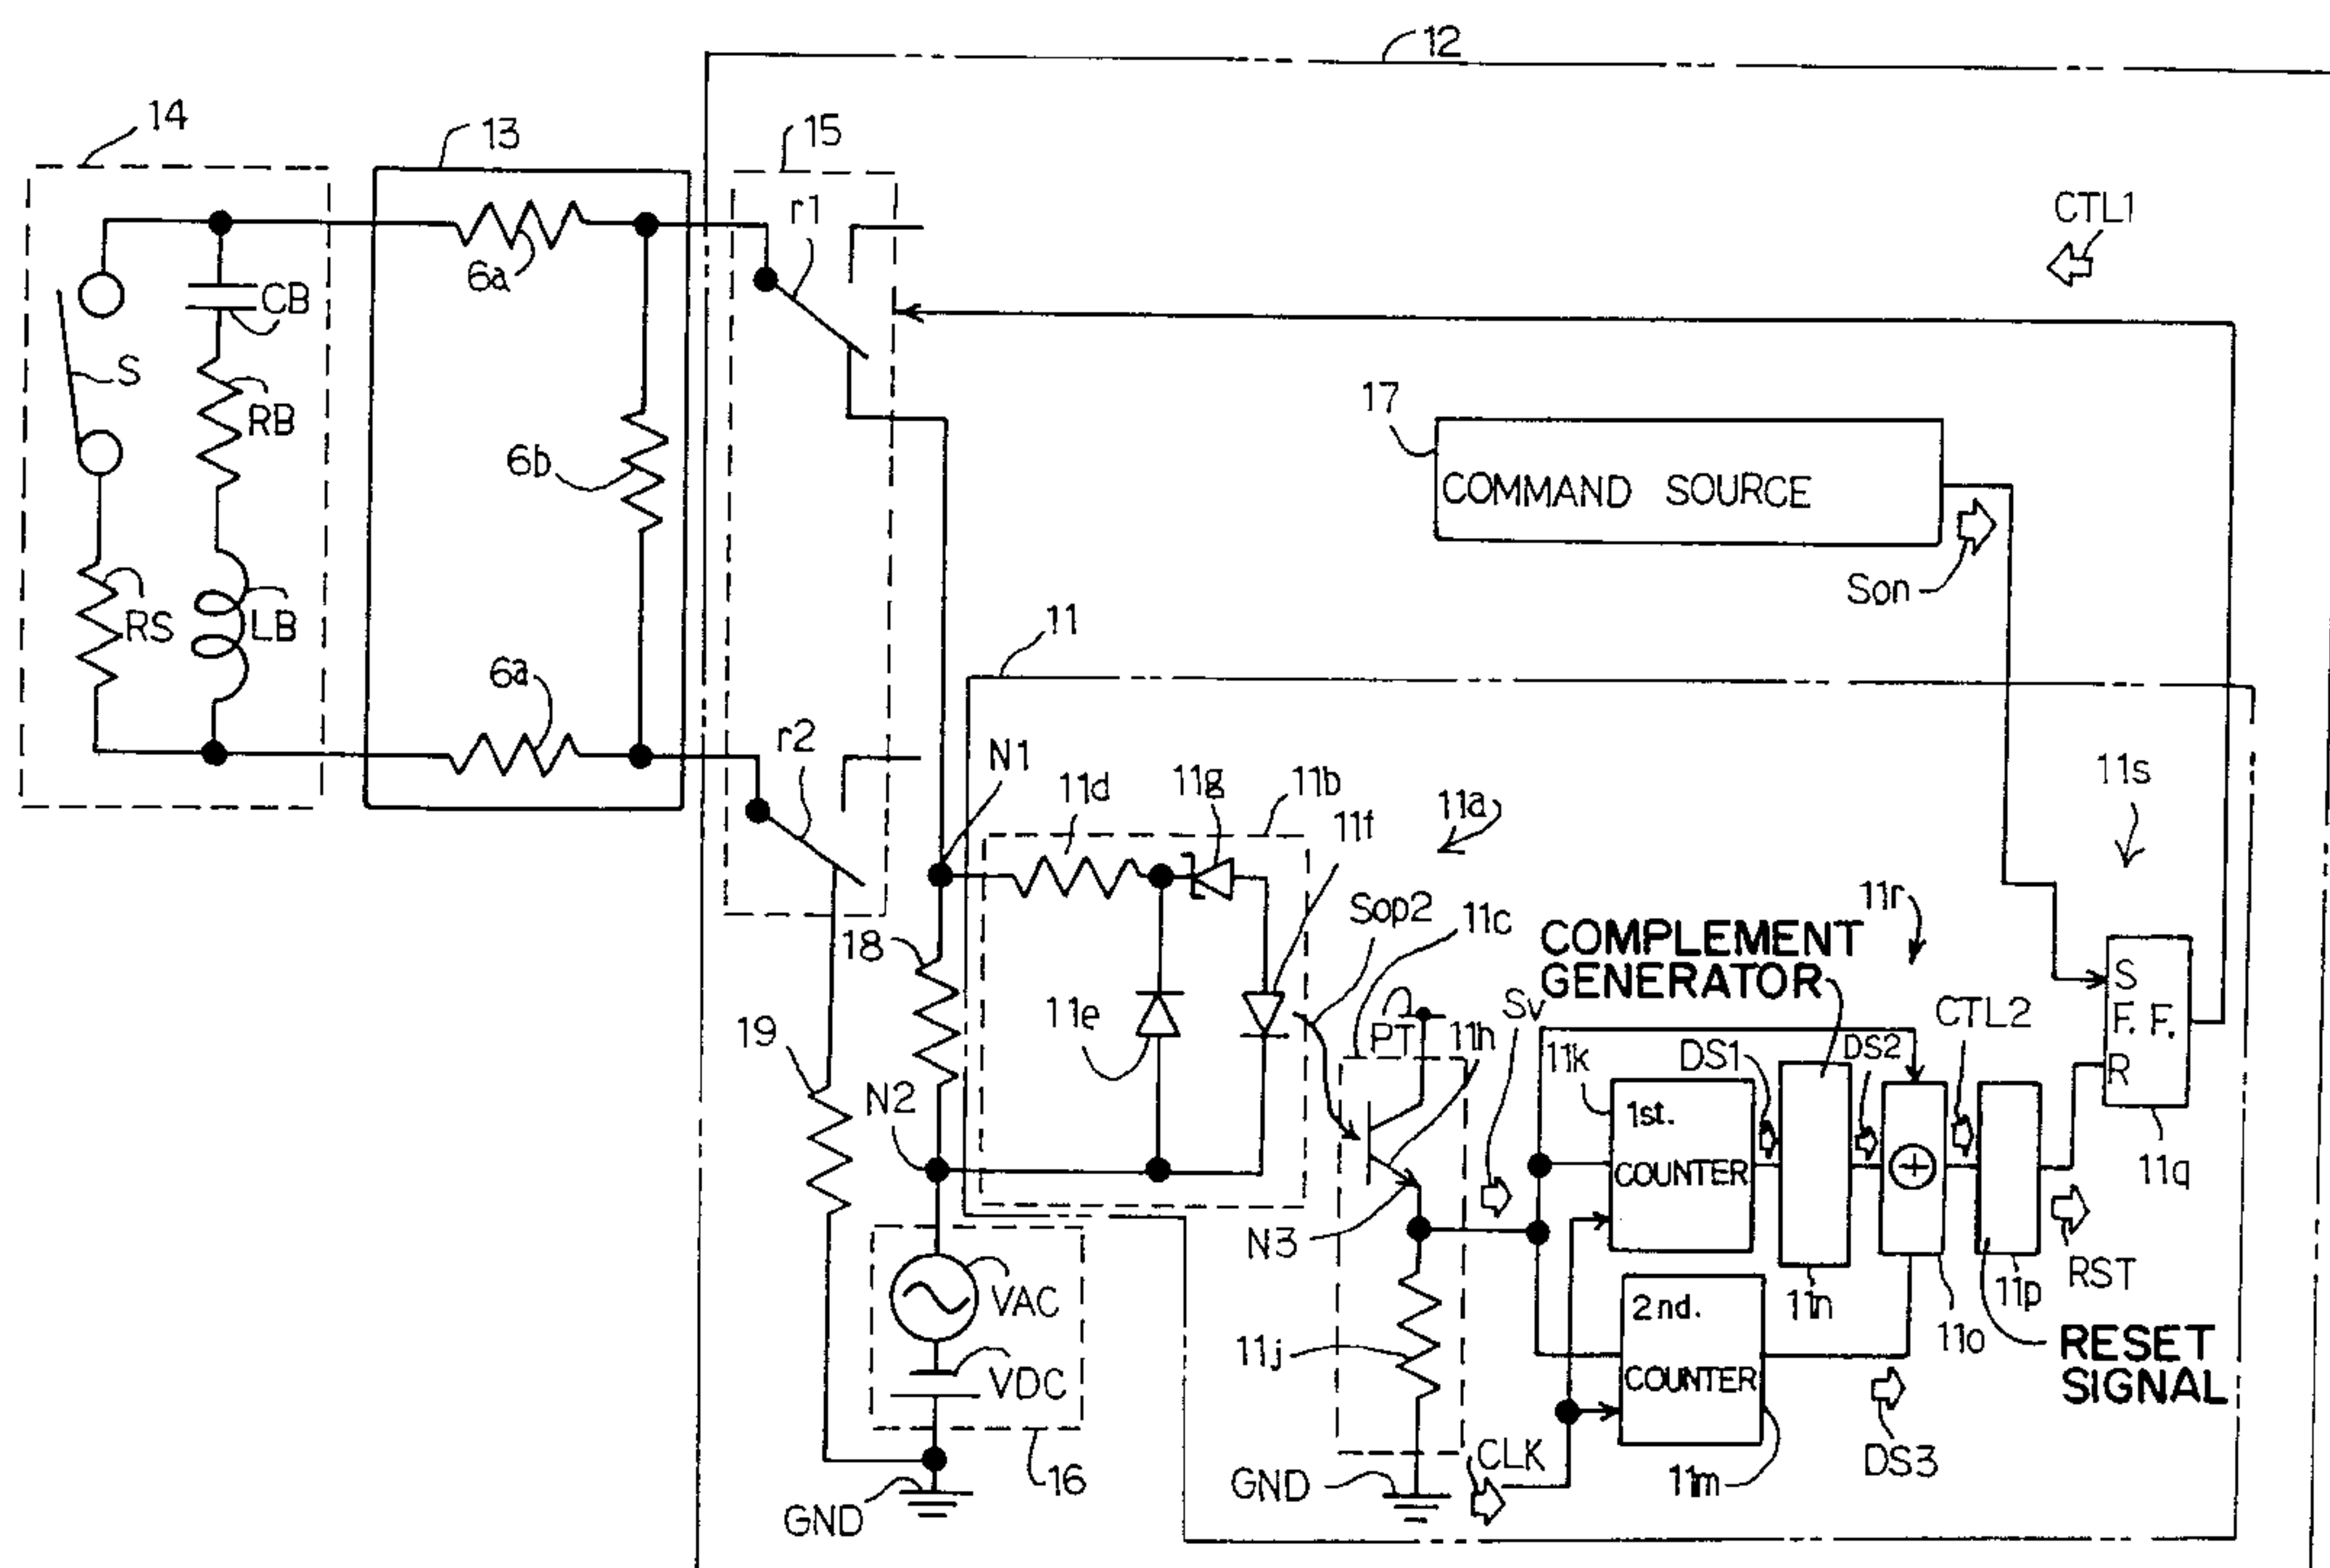 12
14
13
15
r1
CTL1
6a
CB
S
RB
17
6b
COMMAND SOURCE
Son
RS
LB
11
6a
r2
N1
11d
11g
11b
11f
11a
11s
Sop2
11c
11r
18
COMPLEMENT
GENERATOR
S
F. F.
R
11e
Sv
CTL2
19
PT
11h
11k
DS1
DS2
N2
1st.
COUNTER
11q
N3
VAC
RST
11n
11p
2nd.
COUNTER
11o
11j
VDC
RESET
SIGNAL
CLK
16
GND
11m
DS3
GND